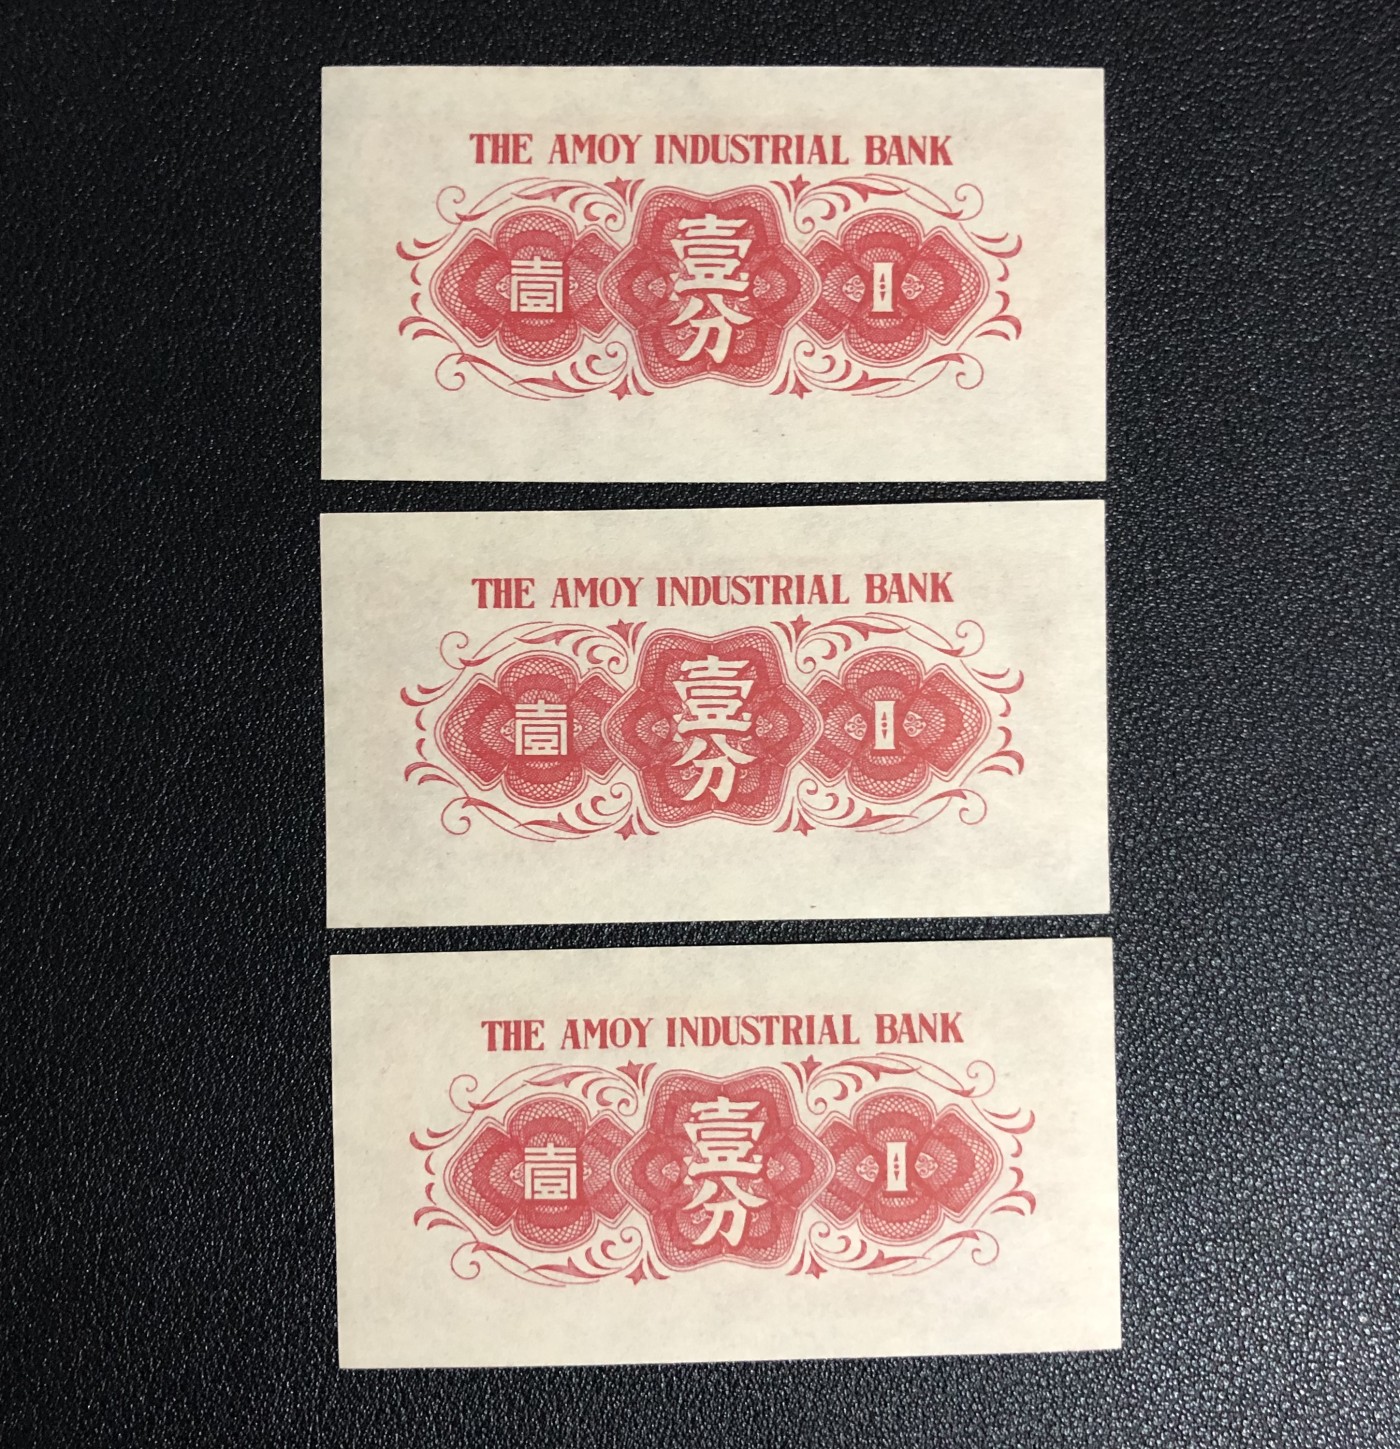 THE AMOY INDUSTRIAL BANK
壹
壹分
1
THE AMOY INDUSTRIAL BANK
壹
壹分
1
THE AMOY INDUSTRIAL BANK
壹
壹分
1